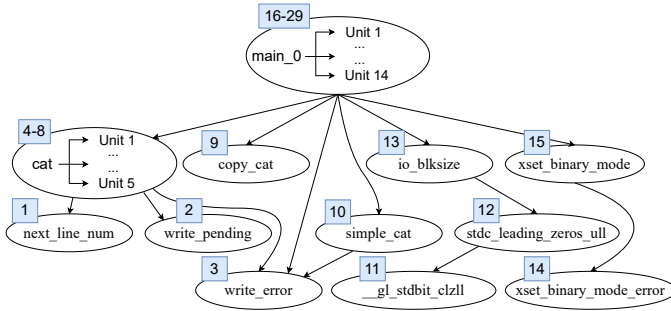 16-29
main_0
Unit 1
...
...
Unit 14
4-8
cat
Unit 1
...
...
Unit 5
9
copy_cat
13
io_blksize
15
xset_binary_mode
1
next_line_num
2
write_pending
10
simple_cat
12
stdc_leading_zeros_ull
3
write_error
11
__gl_stdbit_clzll
14
xset_binary_mode_error